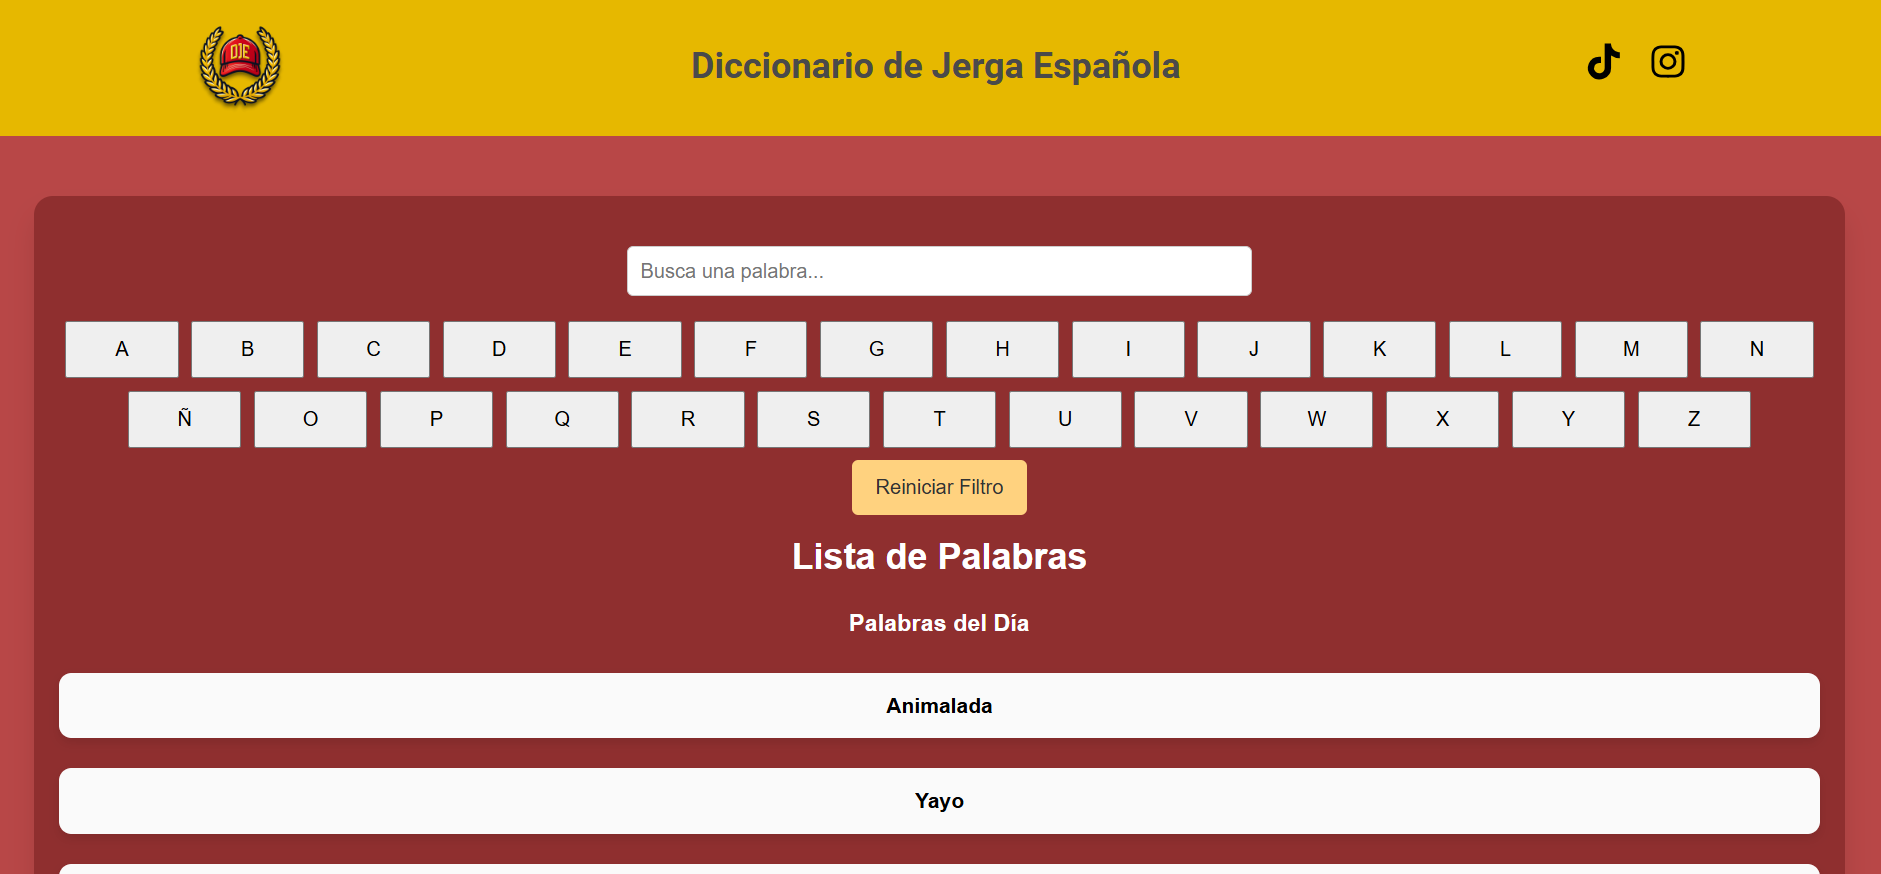 DJE
Diccionario de Jerga Española
Busca una palabra...
A B C D E F G H I J K L M N
Ñ O P Q R S T U V W X Y Z
Reiniciar Filtro
Lista de Palabras
Palabras del Día
Animalada
Yayo